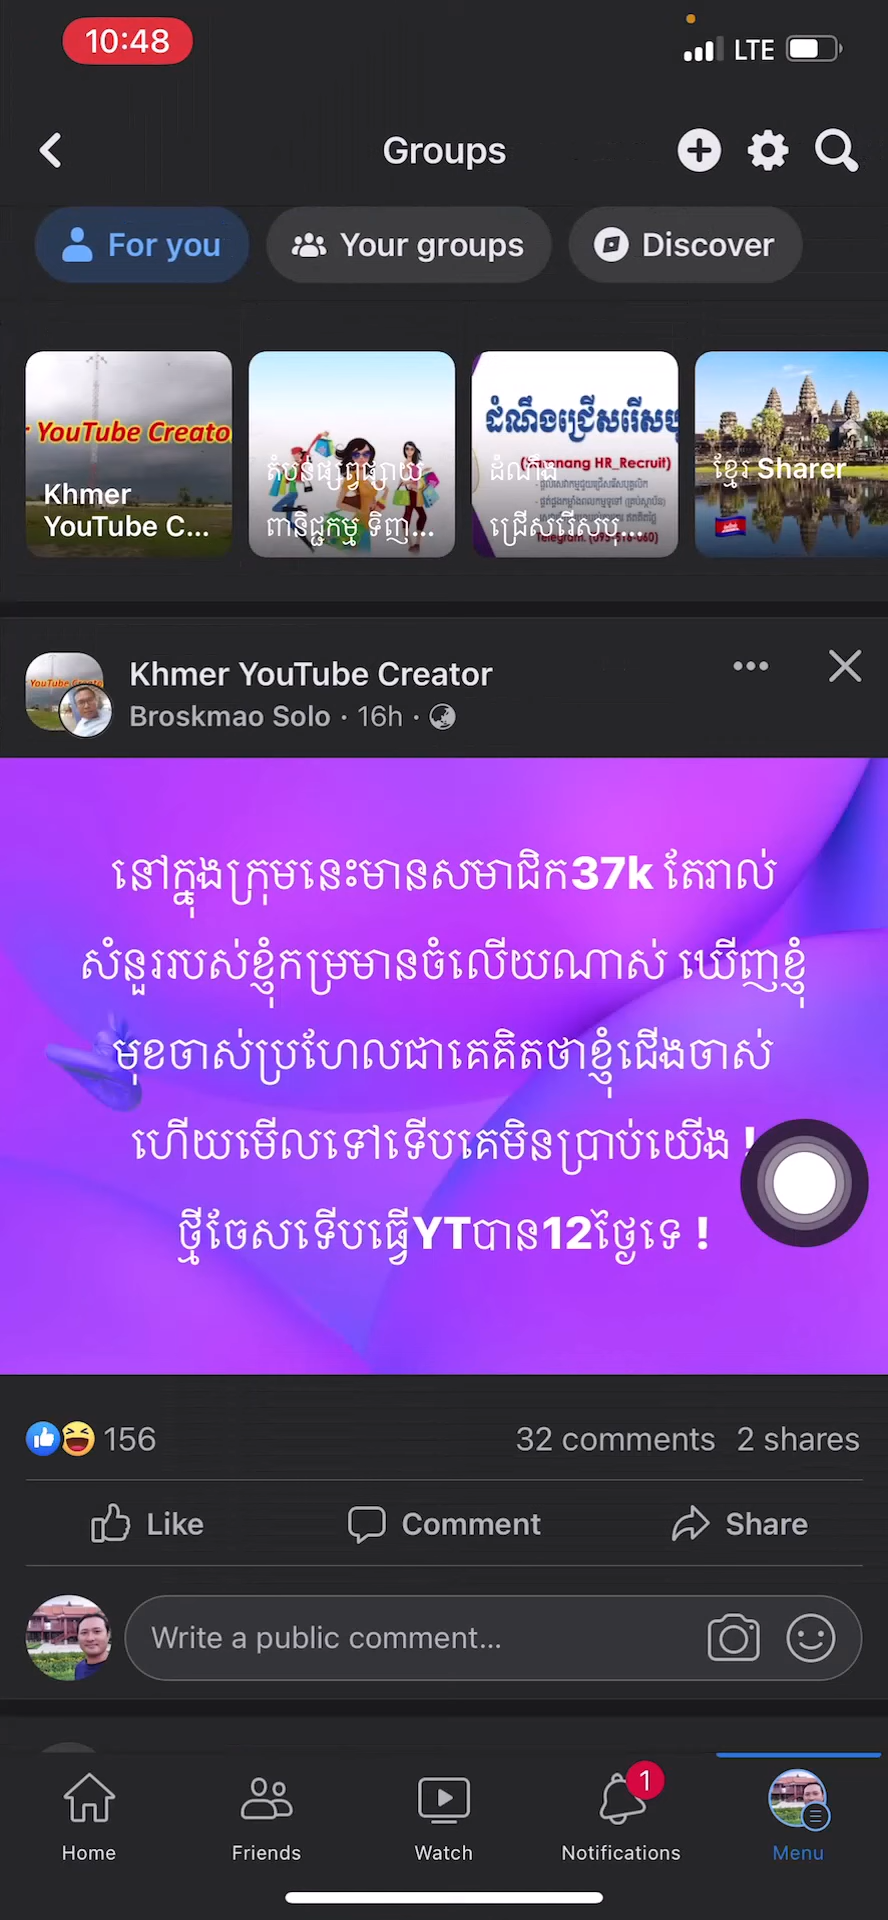 10:48
LTE
Groups
For you
Your groups
Discover
YouTube Creato
Khmer
YouTube C...
តំបន់ផ្សព្វផ្សាយ
ពាណិជ្ជកម្ម ទិញ...
ដំណឹងជ្រើសរើសបុ
nang HR_Recruit)
ដំណឹង
ជ្រើសរើសបុ...
ខ្មែរ Sharer
Khmer YouTube Creator
Broskmao Solo · 16h ·
នៅក្នុងក្រុមនេះមានសមាជិក37k តែរាល់
សំនួររបស់ខ្ញុំកម្រមានចំលើយណាស់ ឃើញខ្ញុំ
មុខចាស់ប្រហែលជាគេគិតថាខ្ញុំជើងចាស់
ហើយមើលទៅទើបគេមិនប្រាប់យើង !
ថ្មីចែសទើបធ្វើYTបាន12ថ្ងៃទេ !
156
32 comments 2 shares
Like
Comment
Share
Write a public comment...
1
Home
Friends
Watch
Notifications
Menu